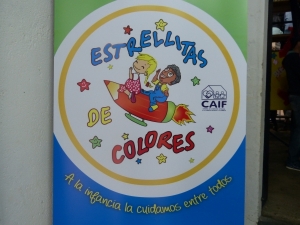 ESTRELLITAS
DE
COLORES
CAIF
A la infancia la cuidamos entre todos